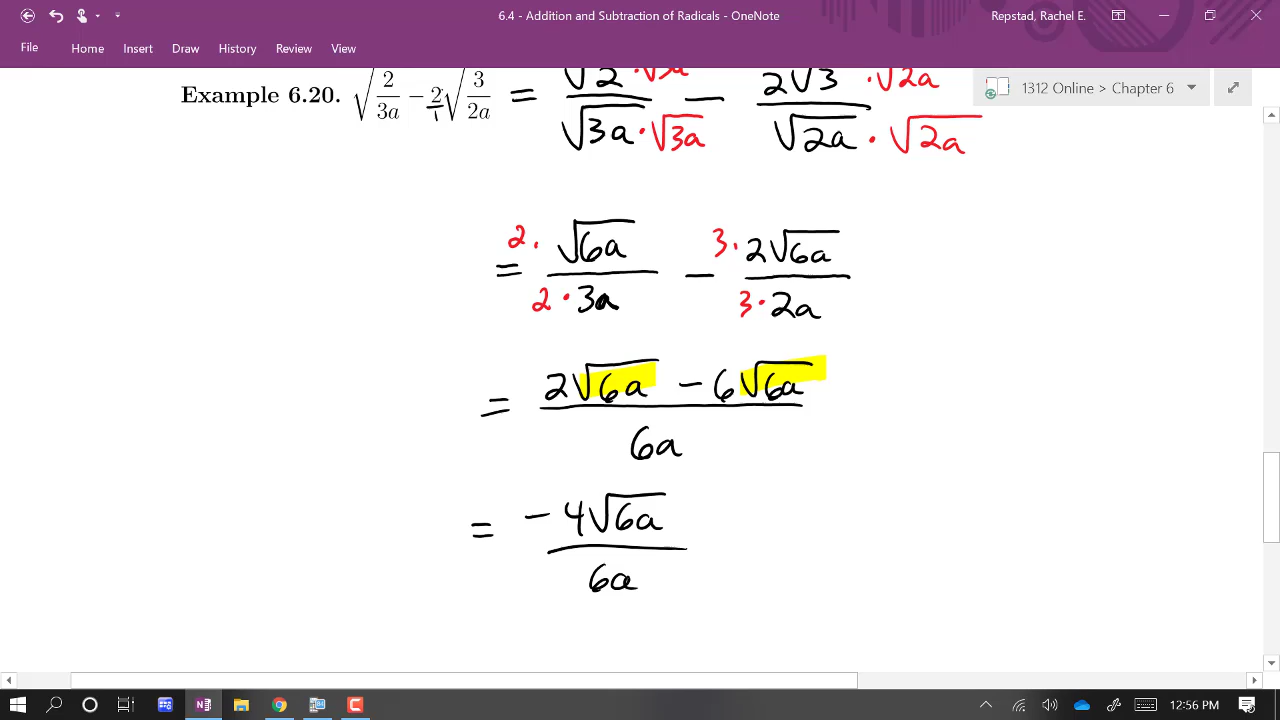 6.4 - Addition and Subtraction of Radicals - OneNote
Repstad, Rachel E.
File Home Insert Draw History Review View
1312 Online > Chapter 6
Example 6.20. √(2/(3a)) − 2/1 √(3/(2a)) = (√2 · √3a)/(√3a · √3a) − (2√3 · √2a)/(√2a · √2a)
= (2 · √6a)/(2 · 3a) − (3 · 2√6a)/(3 · 2a)
= (2√6a − 6√6a)/(6a)
= (−4√6a)/(6a)
12:56 PM